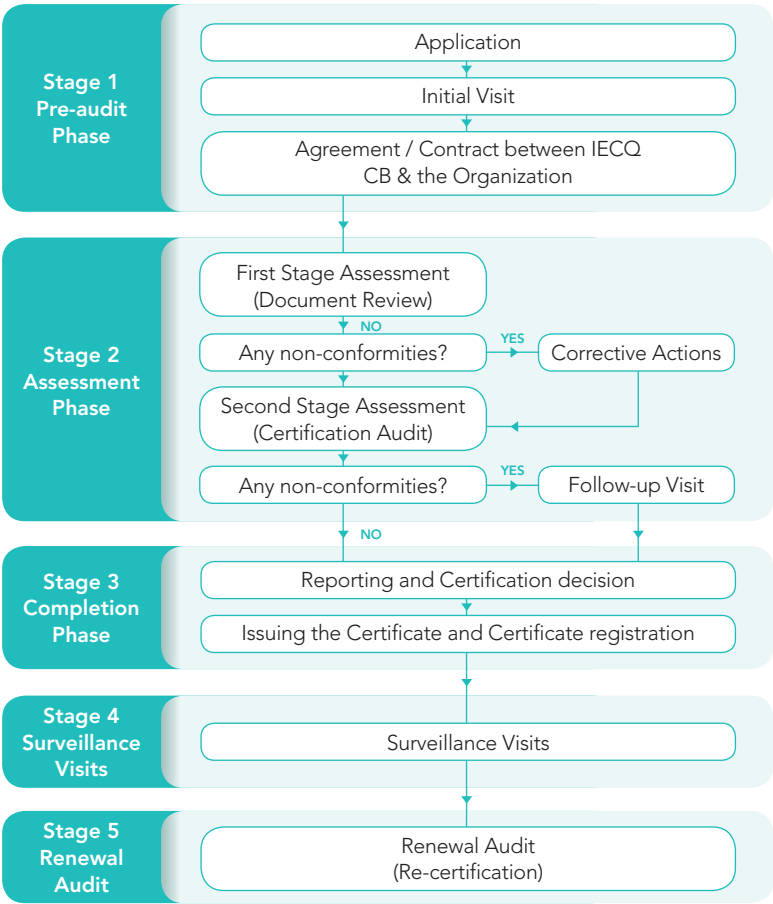 Stage 1
Pre-audit
Phase
Application
Initial Visit
Agreement / Contract between IECQ
CB & the Organization
Stage 2
Assessment
Phase
First Stage Assessment
(Document Review)
NO
Any non-conformities?
YES
Corrective Actions
Second Stage Assessment
(Certification Audit)
Any non-conformities?
YES
Follow-up Visit
NO
Stage 3
Completion
Phase
Reporting and Certification decision
Issuing the Certificate and Certificate registration
Stage 4
Surveillance
Visits
Surveillance Visits
Stage 5
Renewal
Audit
Renewal Audit
(Re-certification)